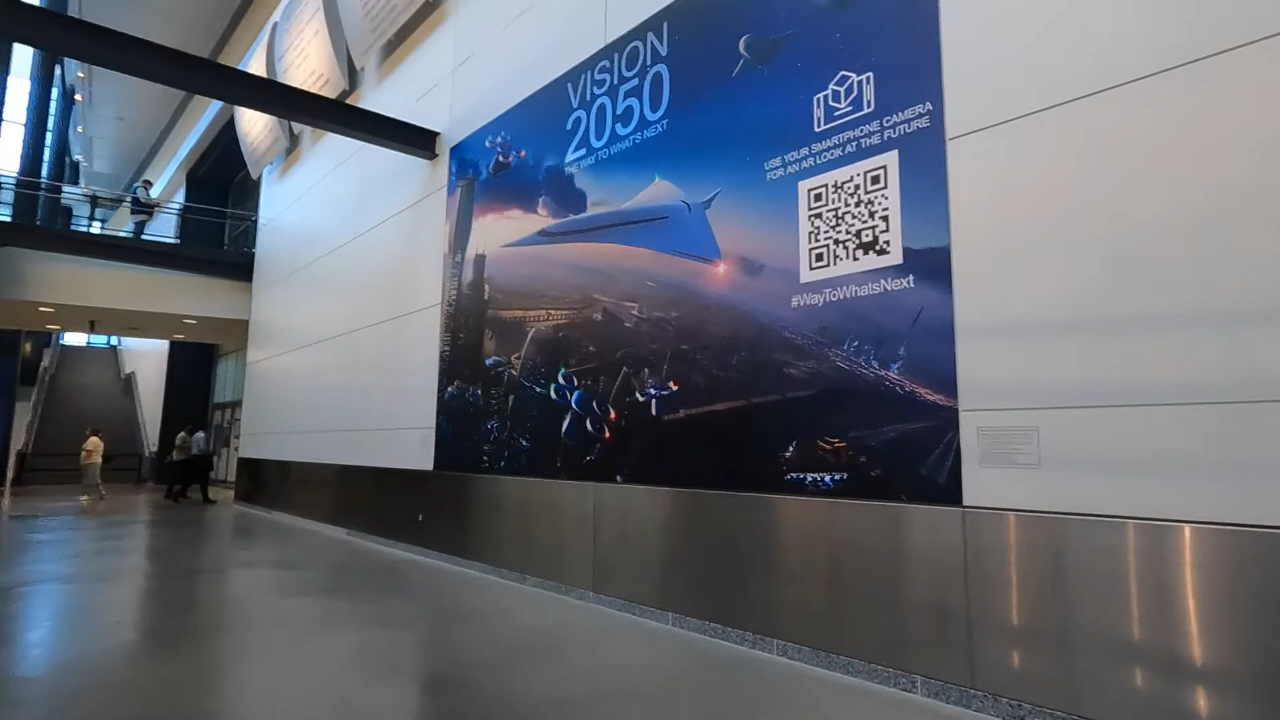 VISION
2050
THE WAY TO WHAT'S NEXT
USE YOUR SMARTPHONE CAMERA
FOR AN AR LOOK AT THE FUTURE
#WayToWhatsNext